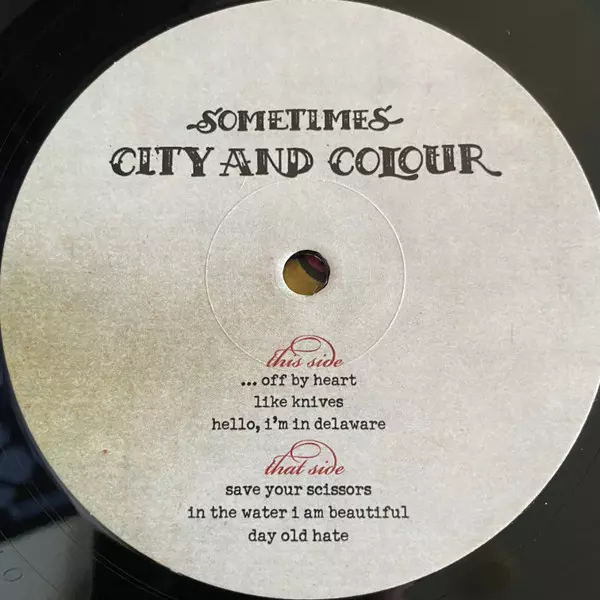 SOMETIMES
CITY AND COLOUR
this side
... off by heart
like knives
hello, i'm in delaware
that side
save your scissors
in the water i am beautiful
day old hate